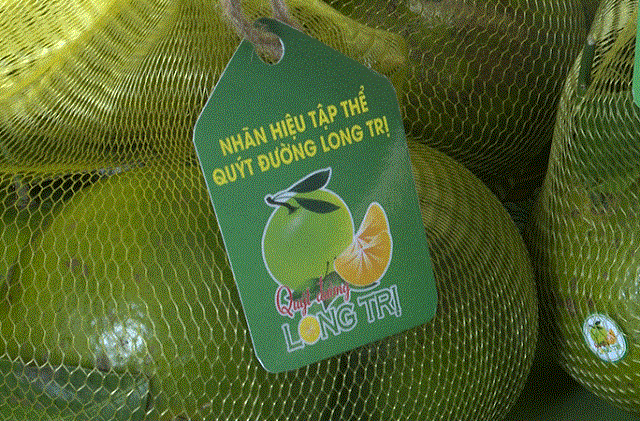 NHÃN HIỆU TẬP THỂ
QUÝT ĐƯỜNG LONG TRỊ
Quýt đường
LONG TRỊ